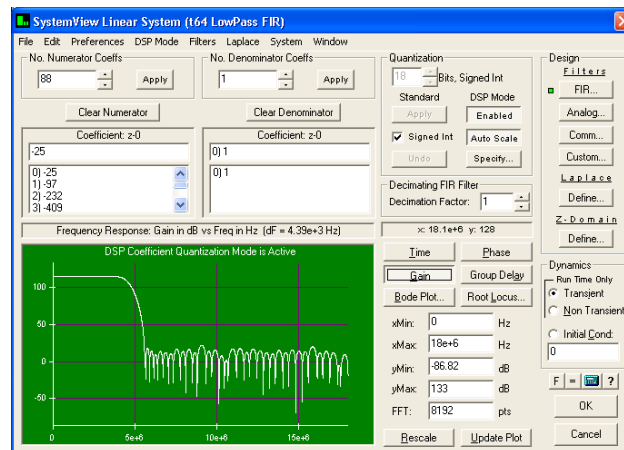 SystemView Linear System (t64 LowPass FIR)
File Edit Preferences DSP Mode Filters Laplace System Window
No. Numerator Coeffs
88
Apply
No. Denominator Coeffs
1
Apply
Clear Numerator
Clear Denominator
Coefficient: z-0
-25
0) -25
1) -97
2) -232
3) -409
Coefficient: z-0
0) 1
0) 1
Quantization
18
Bits, Signed Int
Standard
DSP Mode
Apply
Enabled
Signed Int
Auto Scale
Undo
Specify...
Decimating FIR Filter
Decimation Factor:
1
Frequency Response: Gain in dB vs Freq in Hz (dF = 4.39e+3 Hz)
x: 18.1e+6 y: 128
DSP Coefficient Quantization Mode is Active
100
50
0
-50
0
5e+6
10e+6
15e+6
Time
Phase
Gain
Group Delay
Bode Plot...
Root Locus...
xMin: 0 Hz
xMax: 18e+6 Hz
yMin: -86.82 dB
yMax: 133 dB
FFT: 8192 pts
Rescale
Update Plot
Design
Filters
FIR...
Analog...
Comm...
Custom...
Laplace
Define...
Z-Domain
Define...
Dynamics
Run Time Only
Transient
Non Transient
Initial Cond:
0
F = ?
OK
Cancel